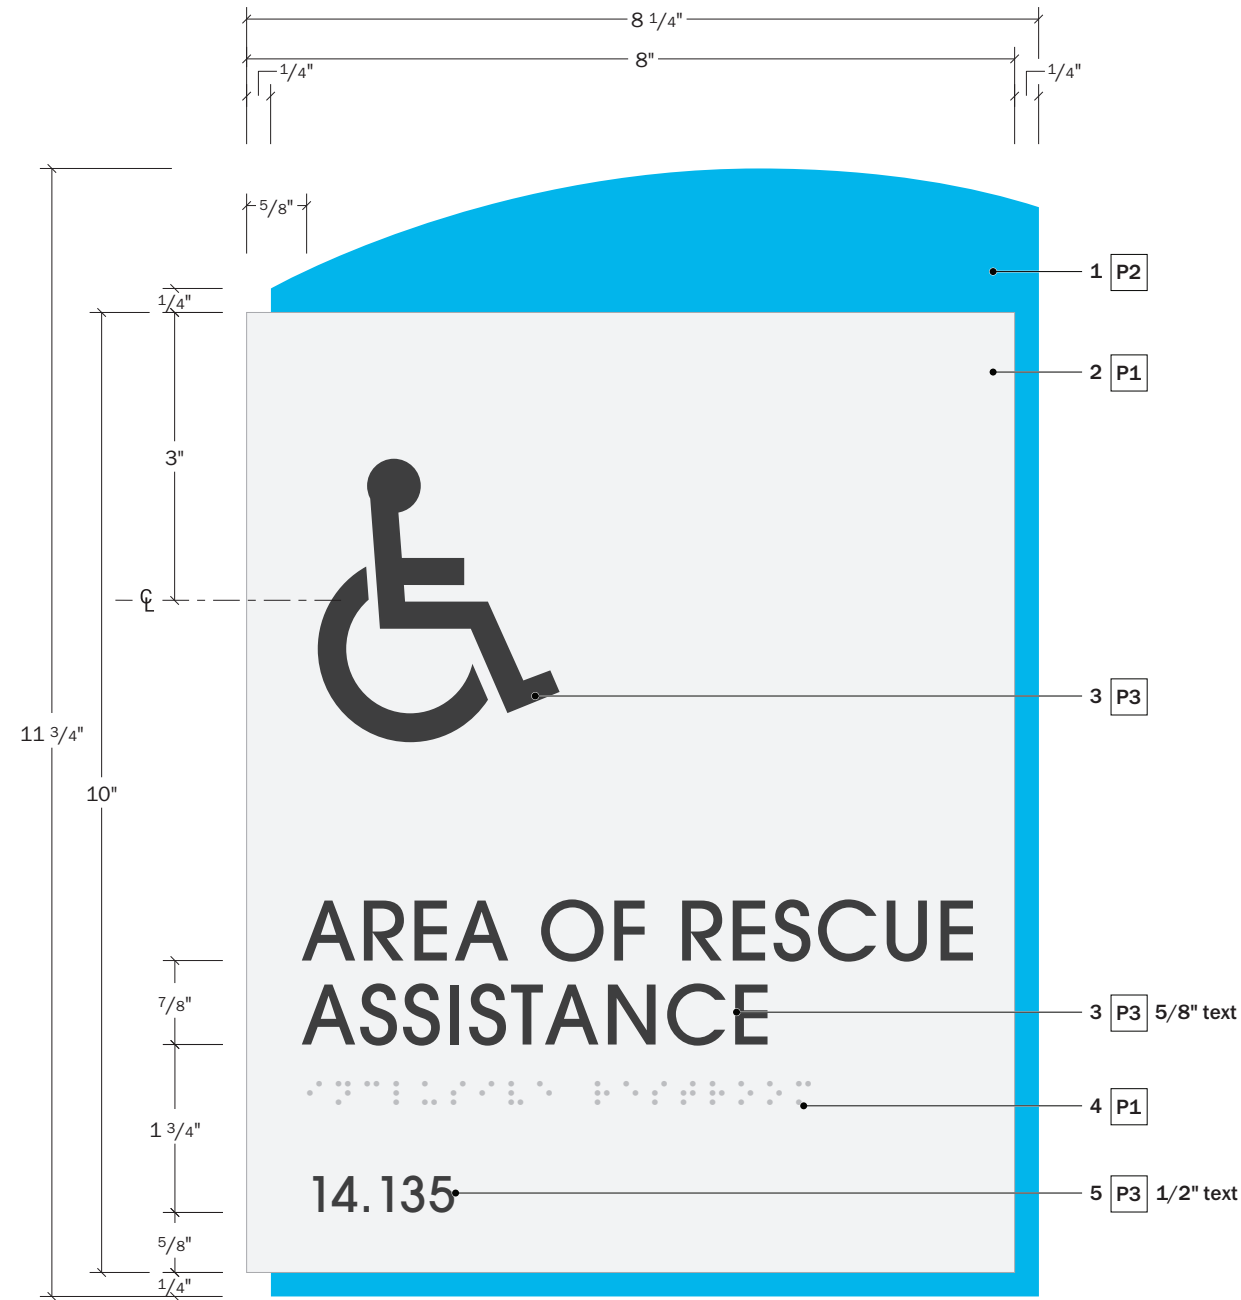 8 1/4"
8"
1/4"
1/4"
5/8"
1 P2
1/4"
2 P1
3"
CL
3 P3
11 3/4"
10"
AREA OF RESCUE
ASSISTANCE
7/8"
3 P3 5/8" text
4 P1
1 3/4"
14.135
5 P3 1/2" text
5/8"
1/4"